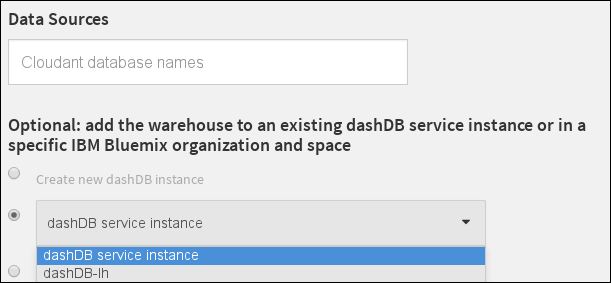 Data Sources
Cloudant database names
Optional: add the warehouse to an existing dashDB service instance or in a
specific IBM Bluemix organization and space
Create new dashDB instance
dashDB service instance
dashDB service instance
dashDB-lh